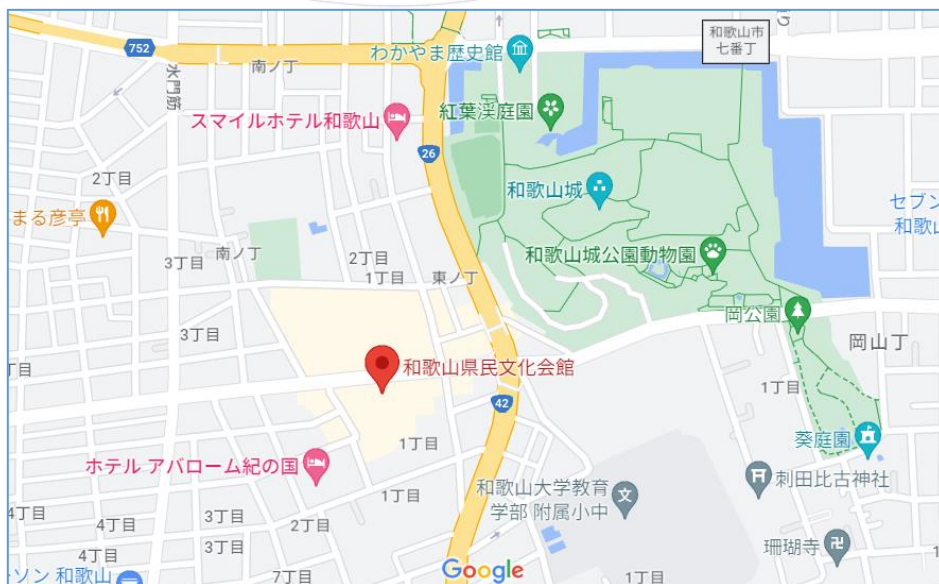 752
わかやま歴史館
和歌山市
七番丁
南ノ丁
水門筋
紅葉渓庭園
スマイルホテル和歌山
26
2丁目
和歌山城
セブン
和歌山
まる彦亭
南ノ丁
3丁目
2丁目
和歌山城公園動物園
1丁目
東ノ丁
岡公園
3丁目
岡山丁
和歌山県民文化会館
丁目
1丁目
42
1丁目
葵庭園
ホテル アバローム紀の国
刺田比古神社
和歌山大学教育
学部 附属小中
1丁目
4丁目
4丁目
3丁目
2丁目
3丁目
4丁目
珊瑚寺
ーソン 和歌山
7丁目
Google
1丁目